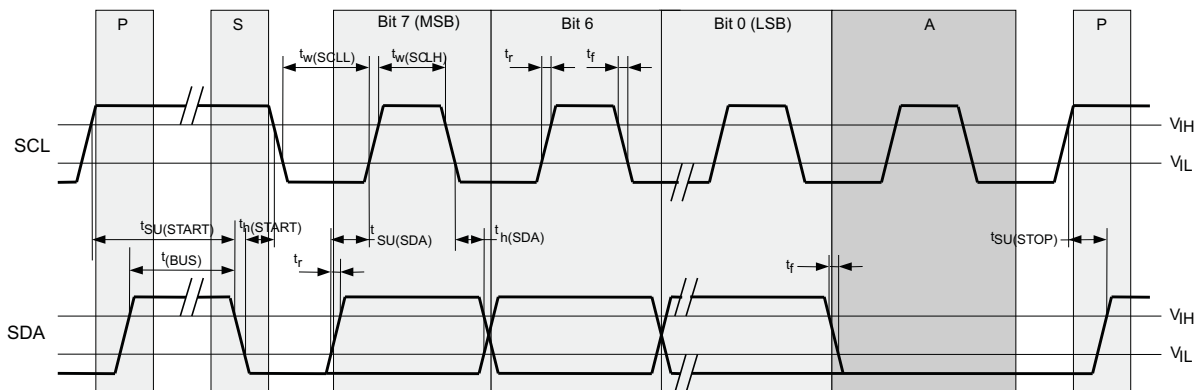 P S Bit 7 (MSB) Bit 6 Bit 0 (LSB) A P
tw(SCLL) tw(SCLH) tr tf
SCL
VIH
VIL
tSU(START) th(START) tSU(SDA) th(SDA) tSU(STOP)
t(BUS) tr tf
SDA
VIH
VIL